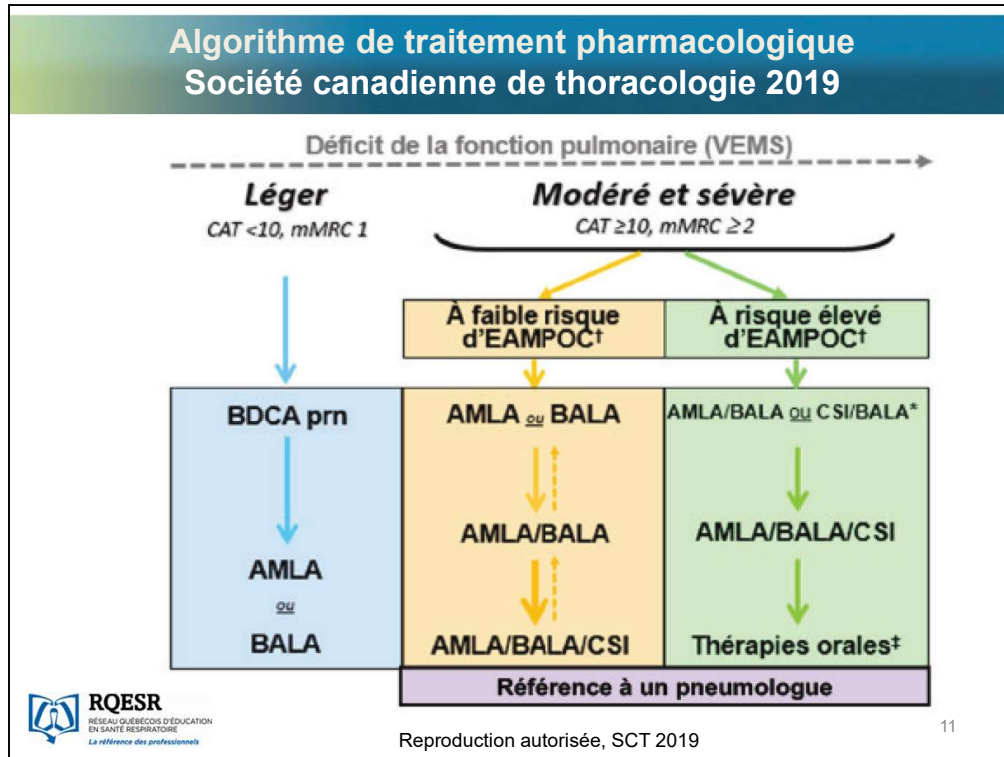 Algorithme de traitement pharmacologique
Société canadienne de thoracologie 2019
Déficit de la fonction pulmonaire (VEMS)
Léger
CAT <10, mMRC 1
Modéré et sévère
CAT ≥10, mMRC ≥2
À faible risque
d'EAMPOC†
À risque élevé
d'EAMPOC†
BDCA prn
AMLA
ou
BALA
AMLA ou BALA
AMLA/BALA
AMLA/BALA/CSI
AMLA/BALA ou CSI/BALA*
AMLA/BALA/CSI
Thérapies orales‡
Référence à un pneumologue
RQESR
RÉSEAU QUÉBÉCOIS D'ÉDUCATION
EN SANTÉ RESPIRATOIRE
La référence des professionnels
Reproduction autorisée, SCT 2019
11